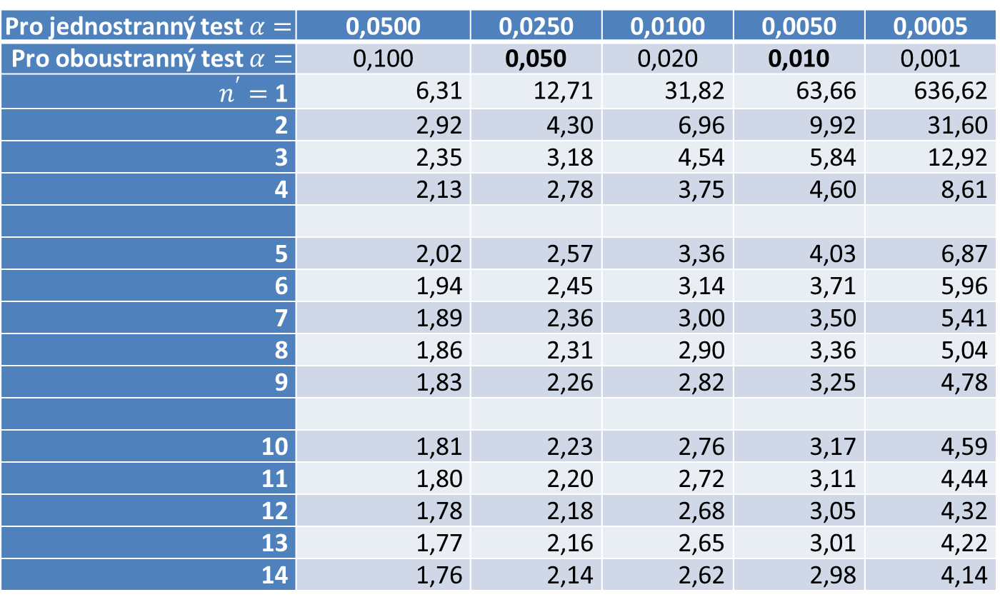 Pro jednostranný test α = 0,0500 0,0250 0,0100 0,0050 0,0005
Pro oboustranný test α = 0,100 0,050 0,020 0,010 0,001
n′ = 1 6,31 12,71 31,82 63,66 636,62
2 2,92 4,30 6,96 9,92 31,60
3 2,35 3,18 4,54 5,84 12,92
4 2,13 2,78 3,75 4,60 8,61
5 2,02 2,57 3,36 4,03 6,87
6 1,94 2,45 3,14 3,71 5,96
7 1,89 2,36 3,00 3,50 5,41
8 1,86 2,31 2,90 3,36 5,04
9 1,83 2,26 2,82 3,25 4,78
10 1,81 2,23 2,76 3,17 4,59
11 1,80 2,20 2,72 3,11 4,44
12 1,78 2,18 2,68 3,05 4,32
13 1,77 2,16 2,65 3,01 4,22
14 1,76 2,14 2,62 2,98 4,14